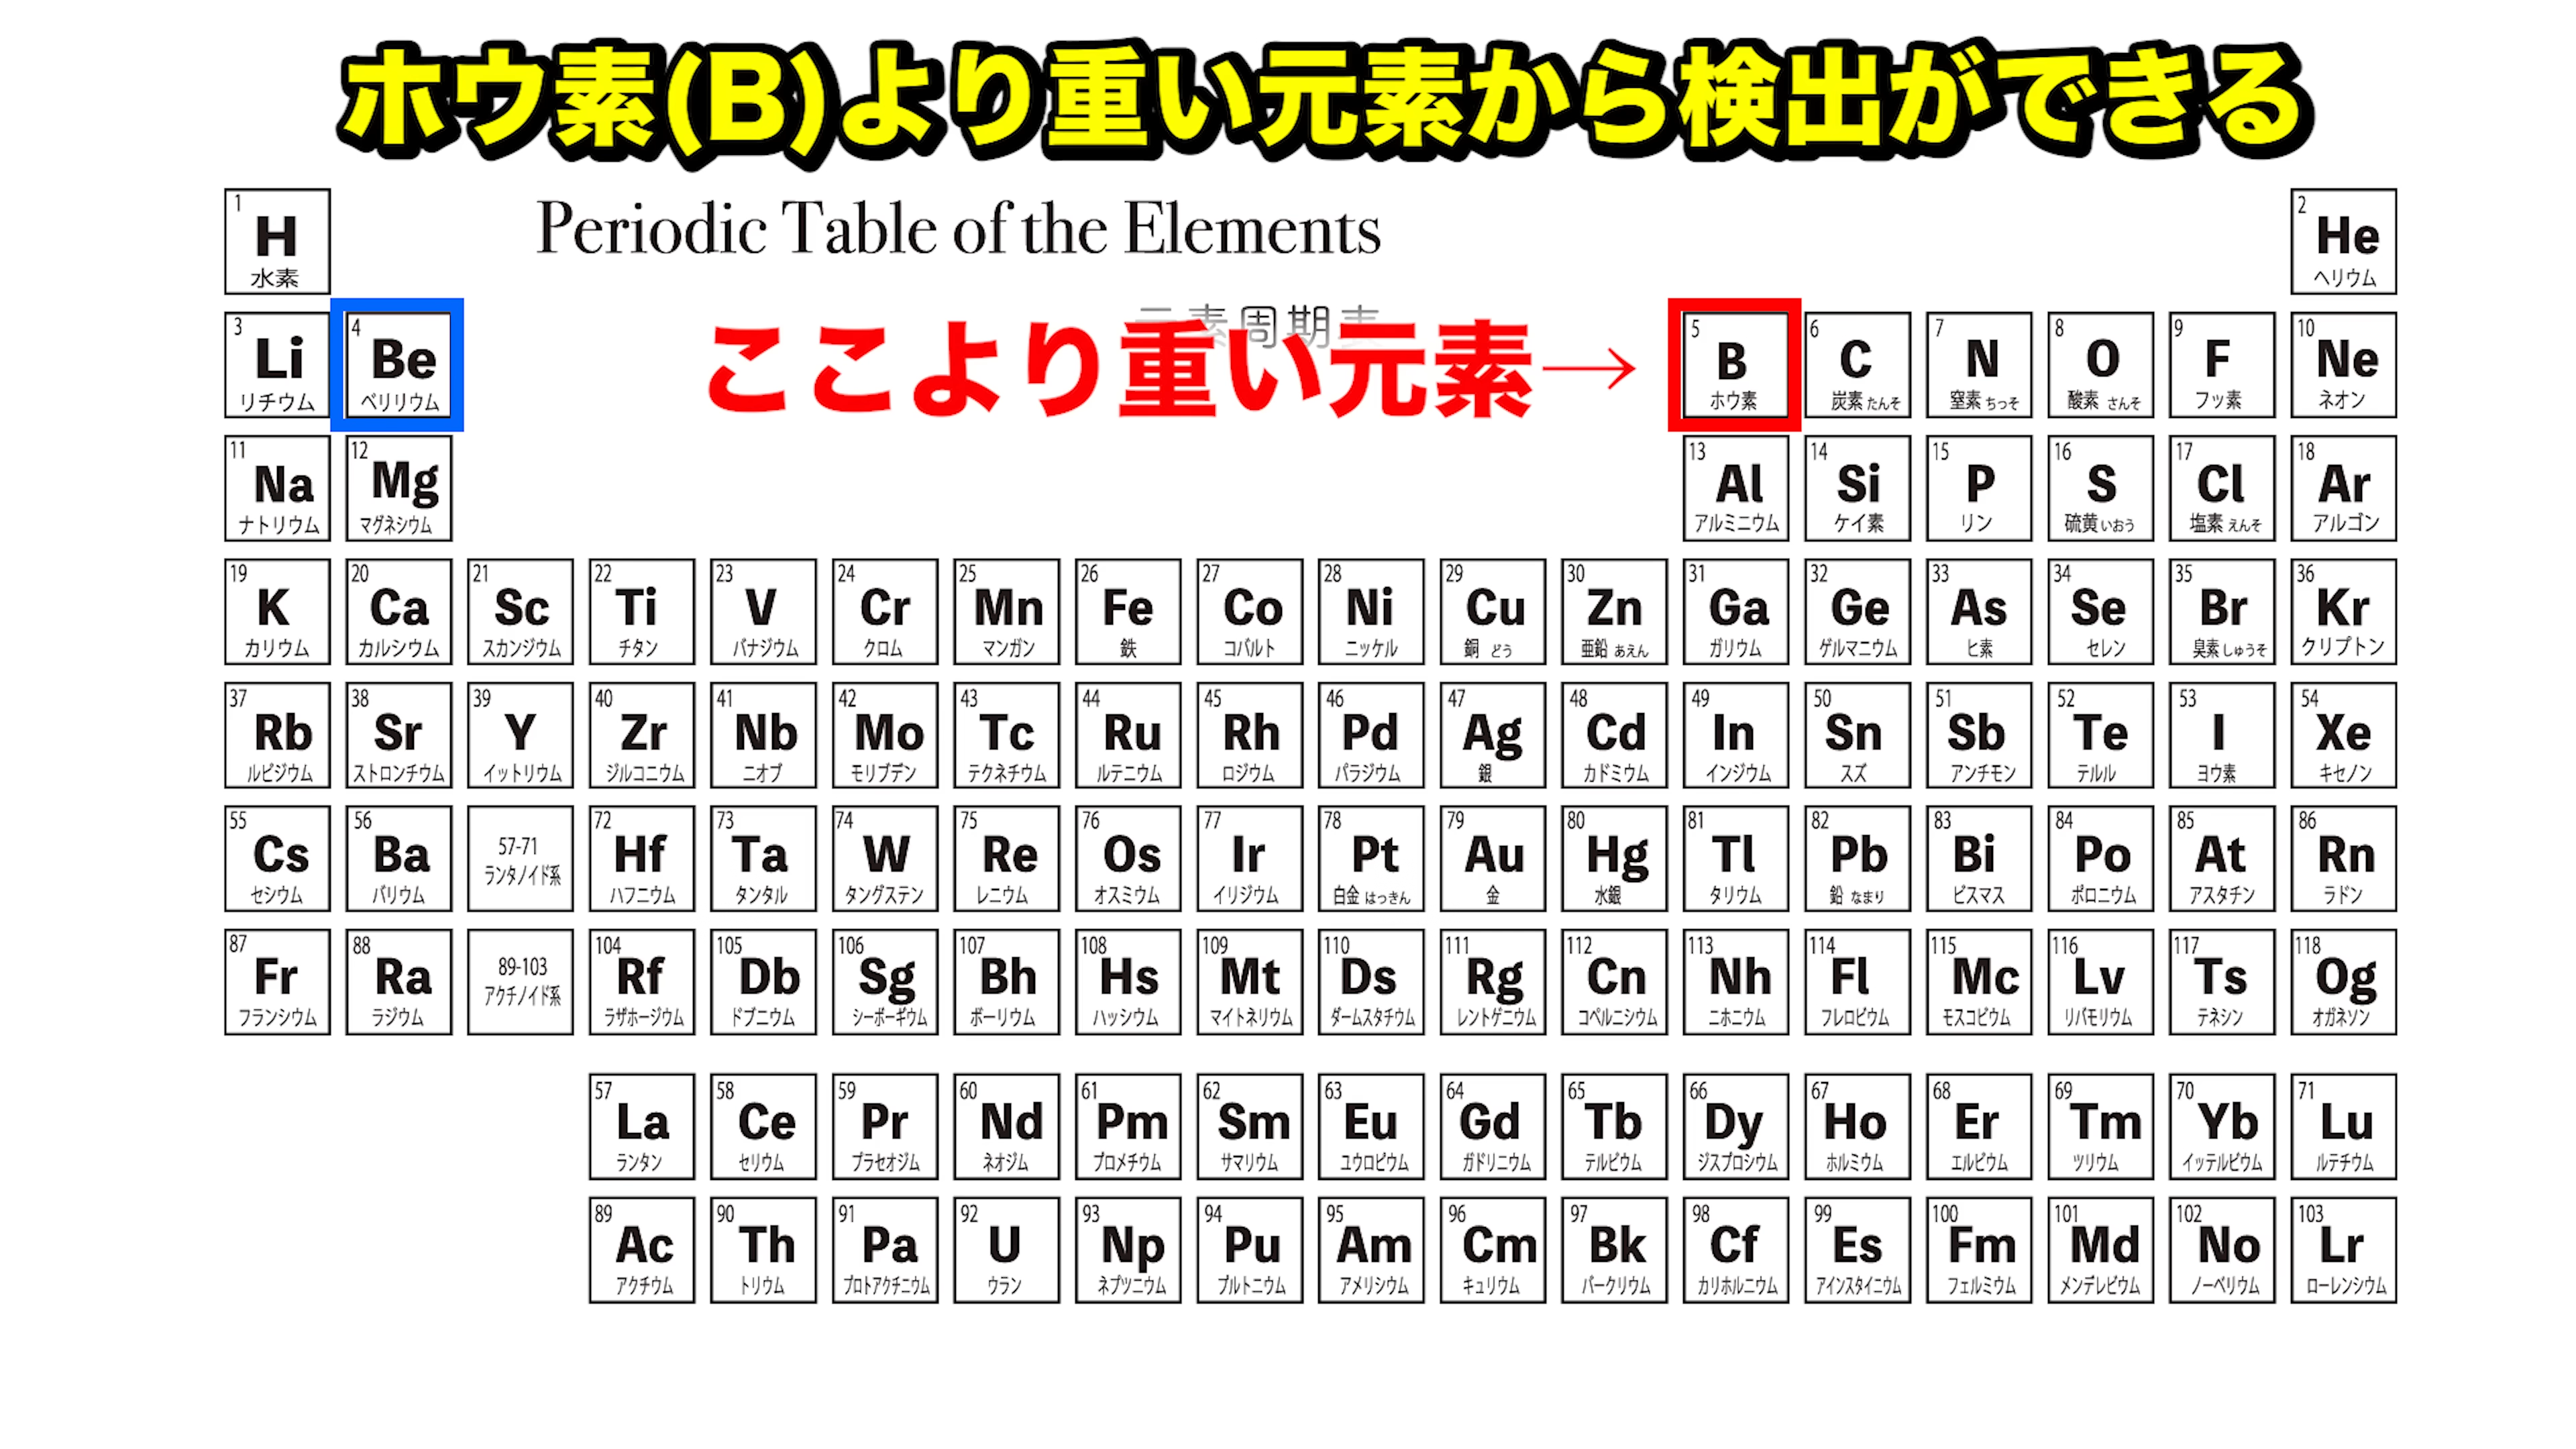 ホウ素(B)より重い元素から検出ができる
Periodic Table of the Elements
元素周期表
ここより重い元素→
1 H 水素
2 He ヘリウム
3 Li リチウム
4 Be ベリリウム
5 B ホウ素
6 C 炭素 たんそ
7 N 窒素 ちっそ
8 O 酸素 さんそ
9 F フッ素
10 Ne ネオン
11 Na ナトリウム
12 Mg マグネシウム
13 Al アルミニウム
14 Si ケイ素
15 P リン
16 S 硫黄 いおう
17 Cl 塩素 えんそ
18 Ar アルゴン
19 K カリウム
20 Ca カルシウム
21 Sc スカンジウム
22 Ti チタン
23 V バナジウム
24 Cr クロム
25 Mn マンガン
26 Fe 鉄
27 Co コバルト
28 Ni ニッケル
29 Cu 銅 どう
30 Zn 亜鉛 あえん
31 Ga ガリウム
32 Ge ゲルマニウム
33 As ヒ素
34 Se セレン
35 Br 臭素 しゅうそ
36 Kr クリプトン
37 Rb ルビジウム
38 Sr ストロンチウム
39 Y イットリウム
40 Zr ジルコニウム
41 Nb ニオブ
42 Mo モリブデン
43 Tc テクネチウム
44 Ru ルテニウム
45 Rh ロジウム
46 Pd パラジウム
47 Ag 銀
48 Cd カドミウム
49 In インジウム
50 Sn スズ
51 Sb アンチモン
52 Te テルル
53 I ヨウ素
54 Xe キセノン
55 Cs セシウム
56 Ba バリウム
57-71 ランタノイド系
72 Hf ハフニウム
73 Ta タンタル
74 W タングステン
75 Re レニウム
76 Os オスミウム
77 Ir イリジウム
78 Pt 白金 はっきん
79 Au 金
80 Hg 水銀
81 Tl タリウム
82 Pb 鉛 なまり
83 Bi ビスマス
84 Po ポロニウム
85 At アスタチン
86 Rn ラドン
87 Fr フランシウム
88 Ra ラジウム
89-103 アクチノイド系
104 Rf ラザホージウム
105 Db ドブニウム
106 Sg シーボーギウム
107 Bh ボーリウム
108 Hs ハッシウム
109 Mt マイトネリウム
110 Ds ダームスタチウム
111 Rg レントゲニウム
112 Cn コペルニシウム
113 Nh ニホニウム
114 Fl フレロビウム
115 Mc モスコビウム
116 Lv リバモリウム
117 Ts テネシン
118 Og オガネソン
57 La ランタン
58 Ce セリウム
59 Pr プラセオジム
60 Nd ネオジム
61 Pm プロメチウム
62 Sm サマリウム
63 Eu ユウロピウム
64 Gd ガドリニウム
65 Tb テルビウム
66 Dy ジスプロシウム
67 Ho ホルミウム
68 Er エルビウム
69 Tm ツリウム
70 Yb イッテルビウム
71 Lu ルテチウム
89 Ac アクチウム
90 Th トリウム
91 Pa プロトアクチニウム
92 U ウラン
93 Np ネプツニウム
94 Pu プルトニウム
95 Am アメリシウム
96 Cm キュリウム
97 Bk バークリウム
98 Cf カリホルニウム
99 Es アインスタイニウム
100 Fm フェルミウム
101 Md メンデレビウム
102 No ノーベリウム
103 Lr ローレンシウム